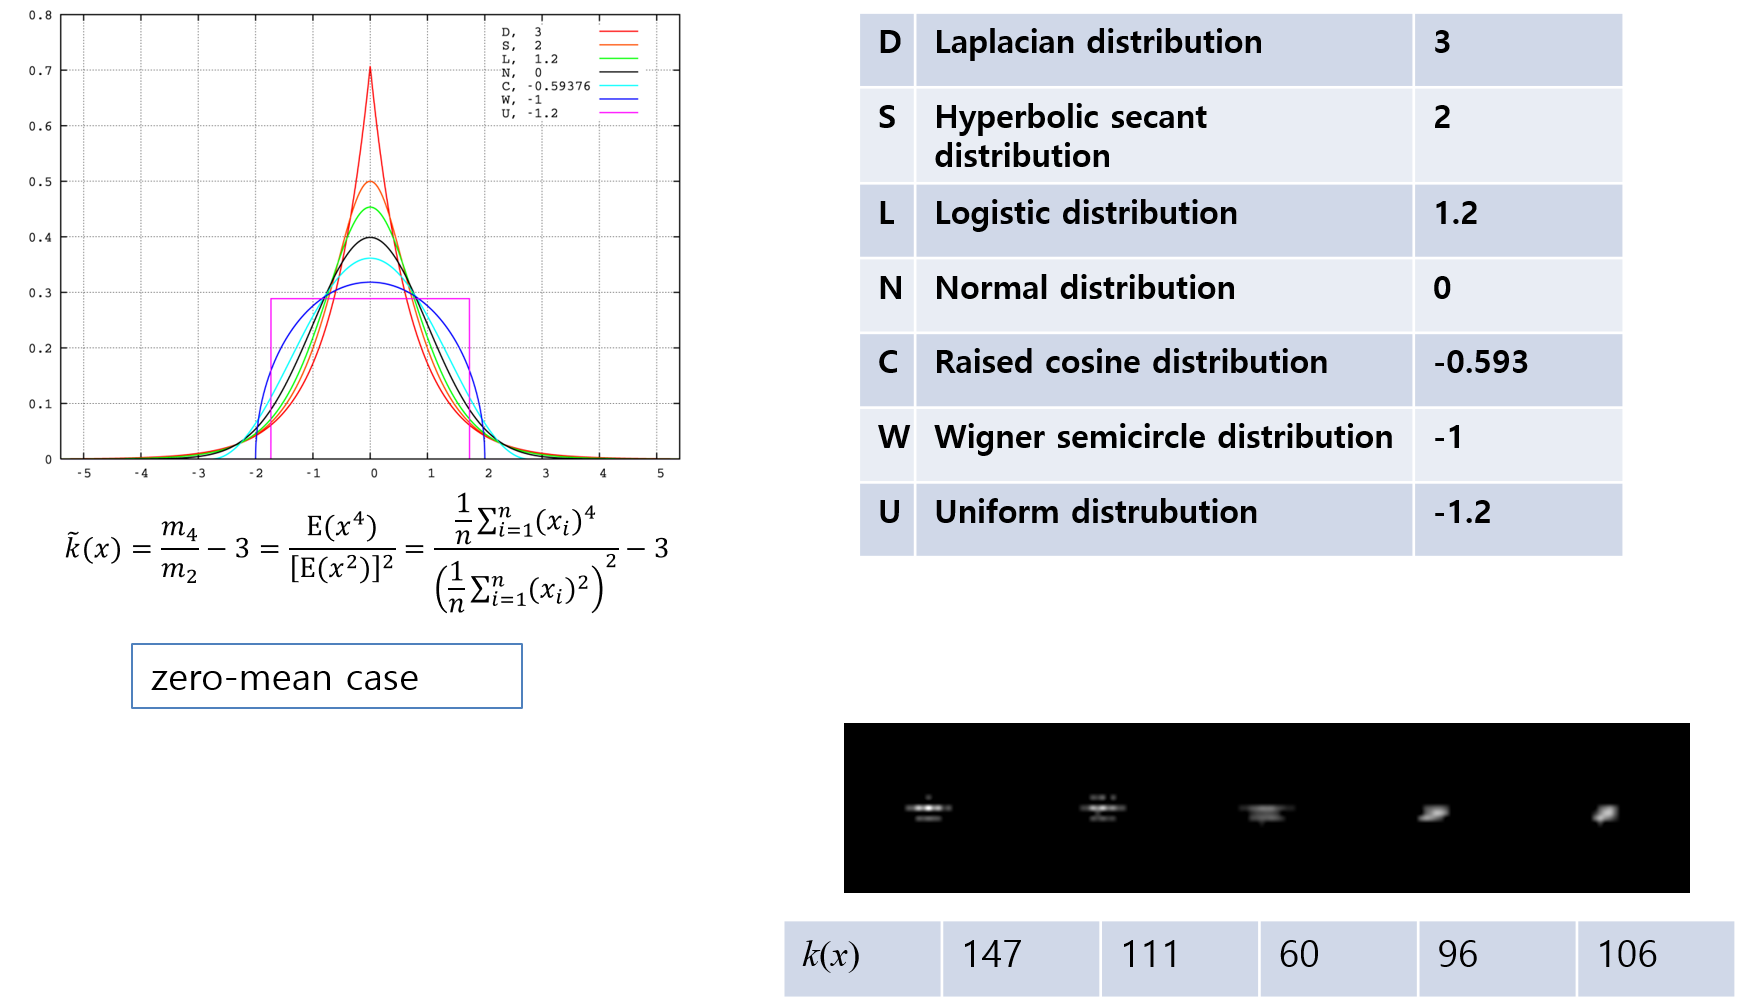 0.8
0.7
0.6
0.5
0.4
0.3
0.2
0.1
0
-5 -4 -3 -2 -1 0 1 2 3 4 5
D, 3
S, 2
L, 1.2
N, 0
C, -0.59376
W, -1
U, -1.2
k̃(x) = m₄/m₂ − 3 = E(x⁴)/[E(x²)]² = (1/n ∑ⁿᵢ₌₁(xᵢ)⁴)/(1/n ∑ⁿᵢ₌₁(xᵢ)²)² − 3
zero-mean case
D Laplacian distribution 3
S Hyperbolic secant 2
distribution
L Logistic distribution 1.2
N Normal distribution 0
C Raised cosine distribution -0.593
W Wigner semicircle distribution -1
U Uniform distrubution -1.2
k(x) 147 111 60 96 106